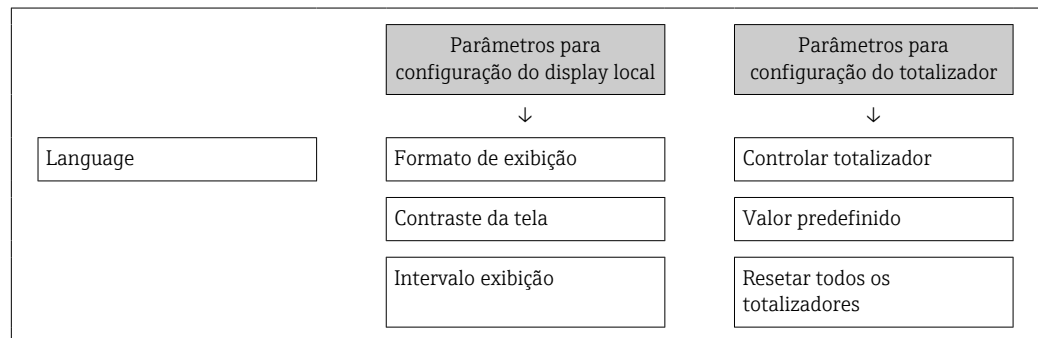 Parâmetros para
configuração do display local
Parâmetros para
configuração do totalizador
↓
↓
Language
Formato de exibição
Controlar totalizador
Contraste da tela
Valor predefinido
Intervalo exibição
Resetar todos os
totalizadores